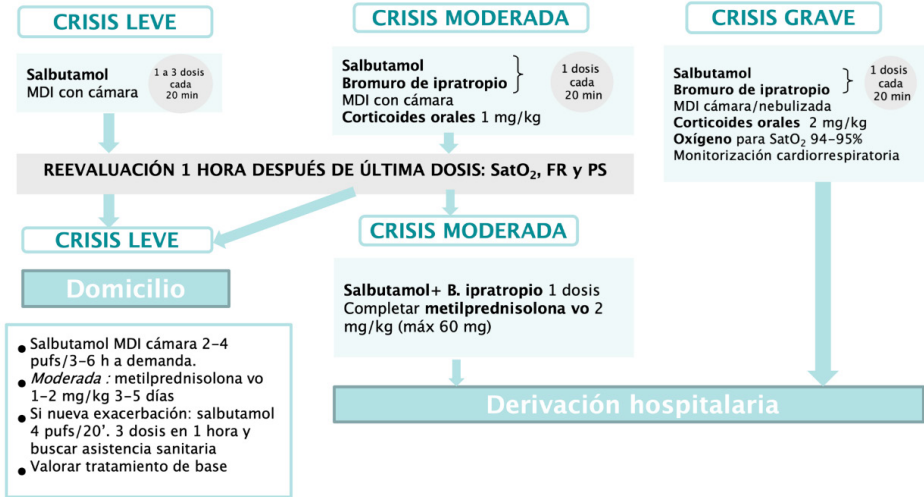 CRISIS LEVE
Salbutamol
MDI con cámara
1 a 3 dosis
cada
20 min
CRISIS MODERADA
Salbutamol
Bromuro de ipratropio
MDI con cámara
Corticoides orales 1 mg/kg
1 dosis
cada
20 min
CRISIS GRAVE
Salbutamol
Bromuro de ipratropio
MDI cámara/nebulizada
Corticoides orales 2 mg/kg
Oxígeno para SatO₂ 94-95%
Monitorización cardiorrespiratoria
1 dosis
cada
20 min
REEVALUACIÓN 1 HORA DESPUÉS DE ÚLTIMA DOSIS: SatO₂, FR y PS
CRISIS LEVE
Domicilio
• Salbutamol MDI cámara 2-4
pufs/3-6 h a demanda.
• Moderada : metilprednisolona vo
1-2 mg/kg 3-5 días
• Si nueva exacerbación: salbutamol
4 pufs/20’. 3 dosis en 1 hora y
buscar asistencia sanitaria
• Valorar tratamiento de base
CRISIS MODERADA
Salbutamol+ B. ipratropio 1 dosis
Completar metilprednisolona vo 2
mg/kg (máx 60 mg)
Derivación hospitalaria